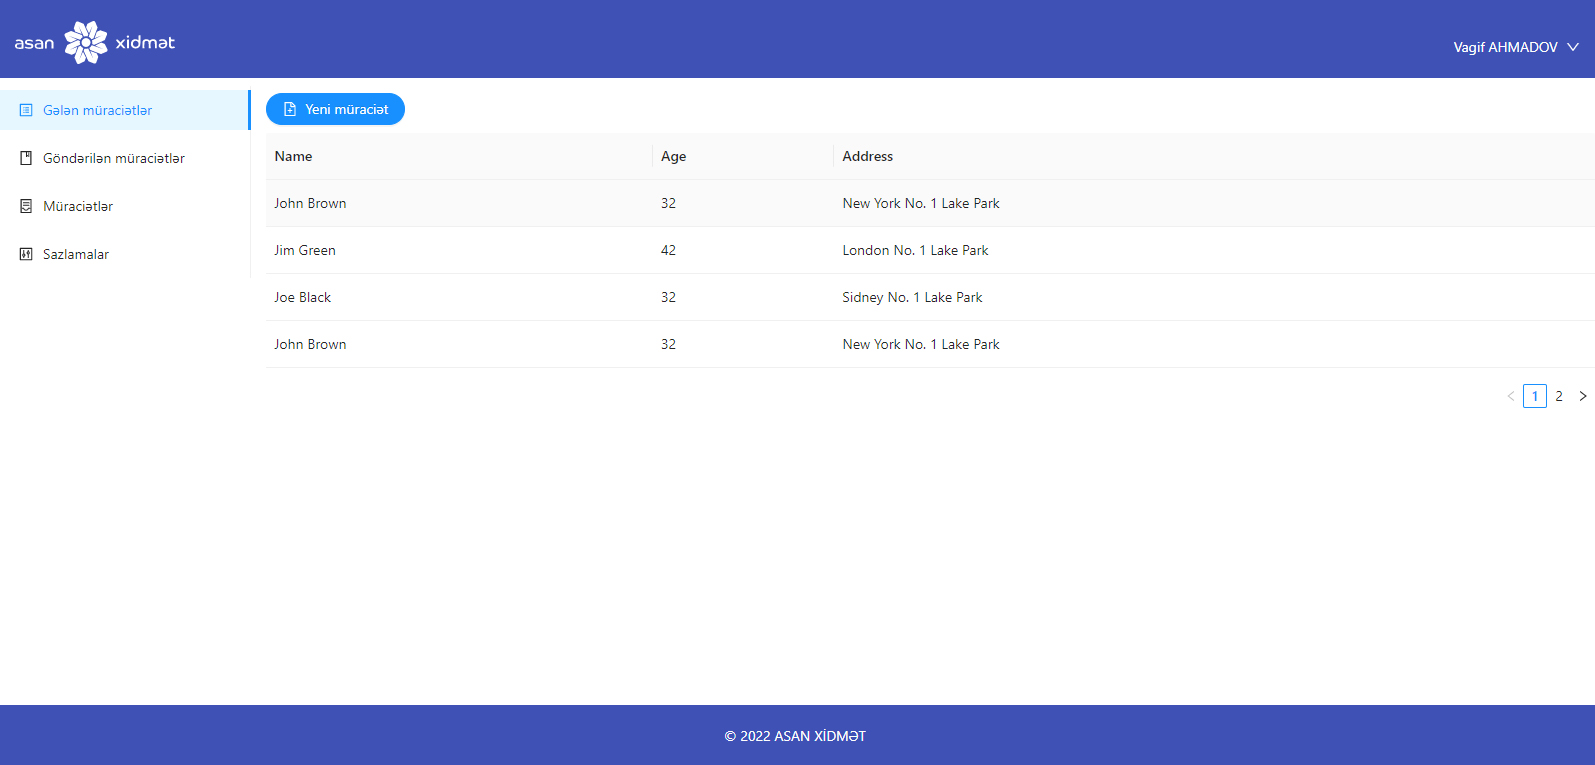 asan xidmət
Vagif AHMADOV
Gələn müraciətlər
Göndərilən müraciətlər
Müraciətlər
Sazlamalar
Yeni müraciət
Name Age Address
John Brown 32 New York No. 1 Lake Park
Jim Green 42 London No. 1 Lake Park
Joe Black 32 Sidney No. 1 Lake Park
John Brown 32 New York No. 1 Lake Park
< 1 2 >
© 2022 ASAN XİDMƏT